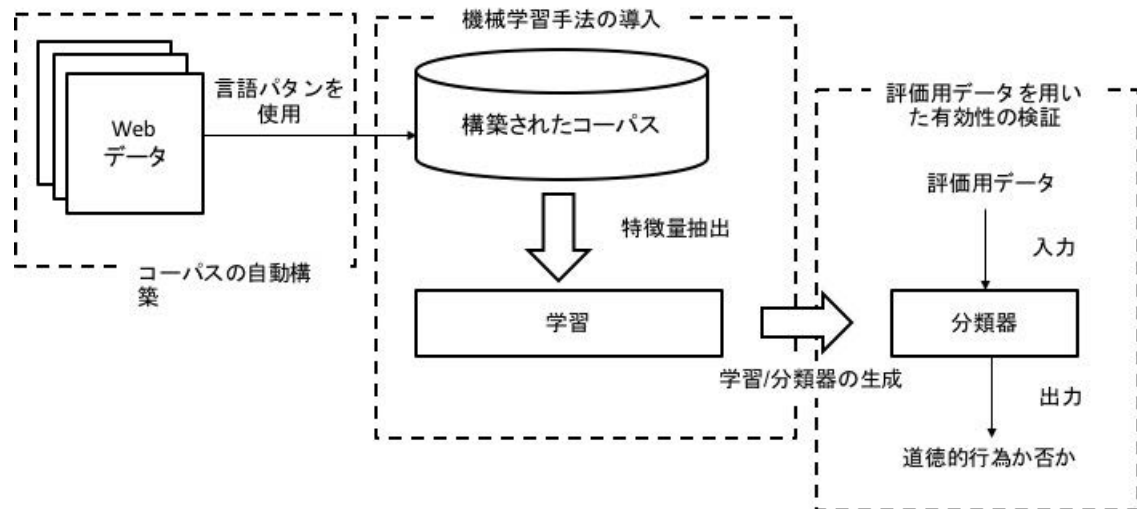 Web
データ
言語パタンを
使用
コーパスの自動構
築
機械学習手法の導入
構築されたコーパス
特徴量抽出
学習
学習/分類器の生成
評価用データを用い
た有効性の検証
評価用データ
入力
分類器
出力
道徳的行為か否か